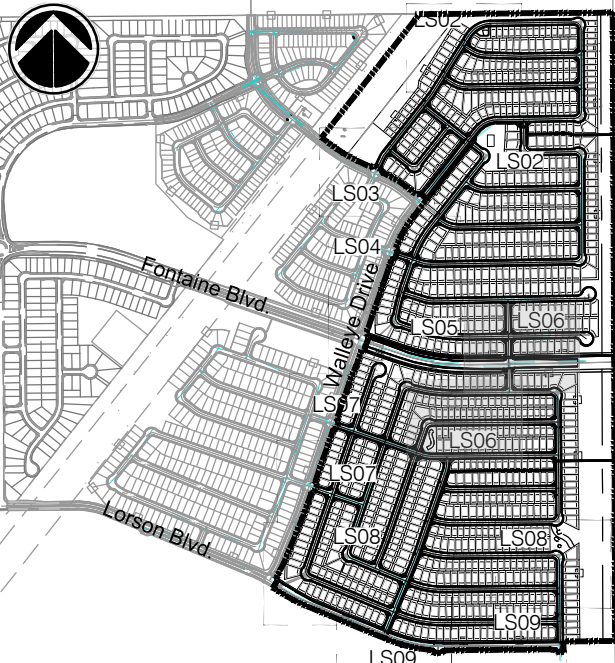 LS02
LS02
LS03
LS04
Fontaine Blvd.
Walleye Drive
LS05
LS06
LS07
LS06
LS07
Lorson Blvd.
LS08
LS08
LS09
LS09